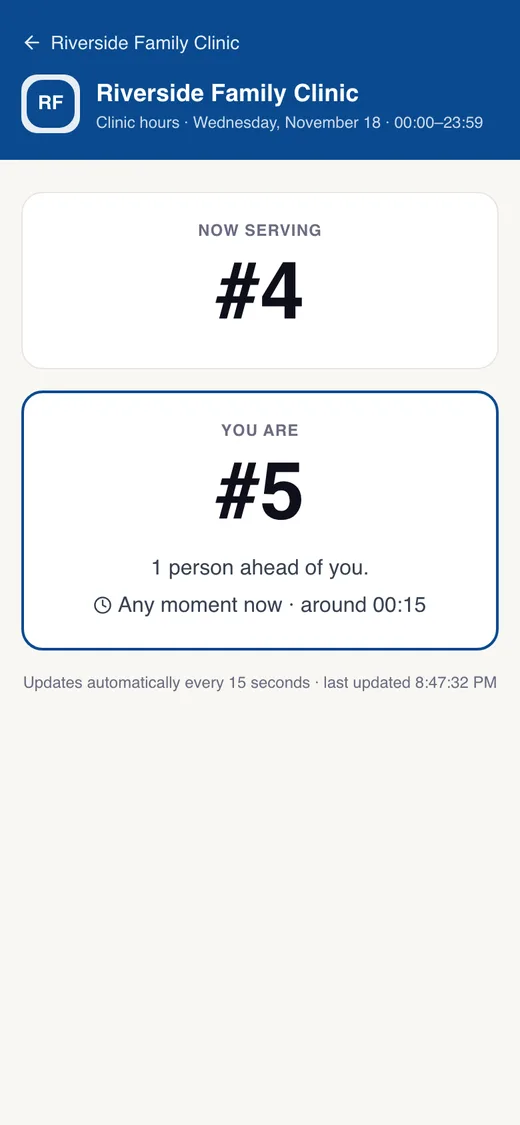 Riverside Family Clinic
RF
Riverside Family Clinic
Clinic hours · Wednesday, November 18 · 00:00–23:59
NOW SERVING
#4
YOU ARE
#5
1 person ahead of you.
Any moment now · around 00:15
Updates automatically every 15 seconds · last updated 8:47:32 PM